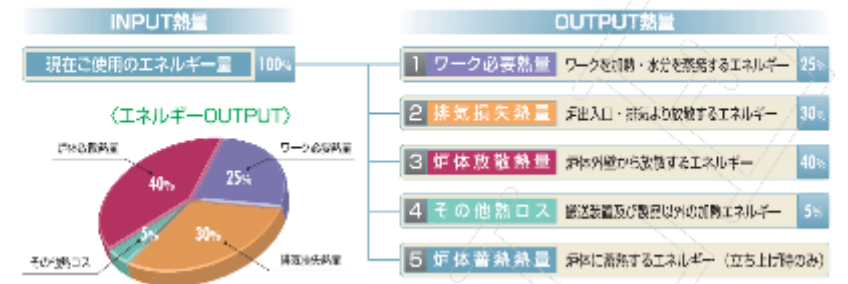 INPUT熱量
OUTPUT熱量
現在ご使用のエネルギー量 100%
1 ワーク必要熱量 ワークを加熱・水分を蒸発するエネルギー 25%
2 排気損失熱量 炉出入口・排気より放散するエネルギー 30%
3 炉体放散熱量 炉体外壁から放散するエネルギー 40%
4 その他熱ロス 搬送装置及び製品以外の加熱エネルギー 5%
5 炉体蓄熱熱量 炉体に蓄熱するエネルギー（立ち上げ時のみ）
〈エネルギーOUTPUT〉
炉体放散熱量
ワーク必要熱量
40%
25%
5%
30%
その他熱ロス
排気損失熱量